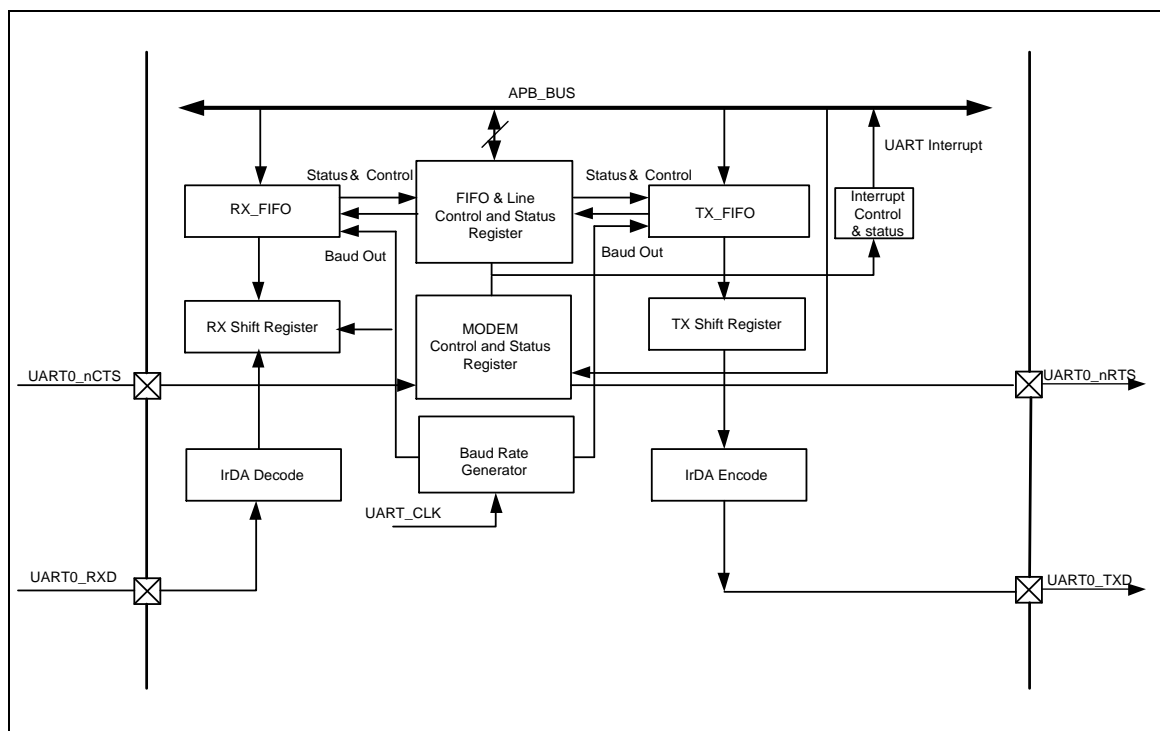 APB_BUS
UART Interrupt
Status & Control
Status & Control
RX_FIFO
FIFO & Line
Control and Status
Register
TX_FIFO
Interrupt
Control
& status
Baud Out
Baud Out
RX Shift Register
MODEM
Control and Status
Register
TX Shift Register
UART0_nCTS
UART0_nRTS
IrDA Decode
Baud Rate
Generator
IrDA Encode
UART_CLK
UART0_RXD
UART0_TXD